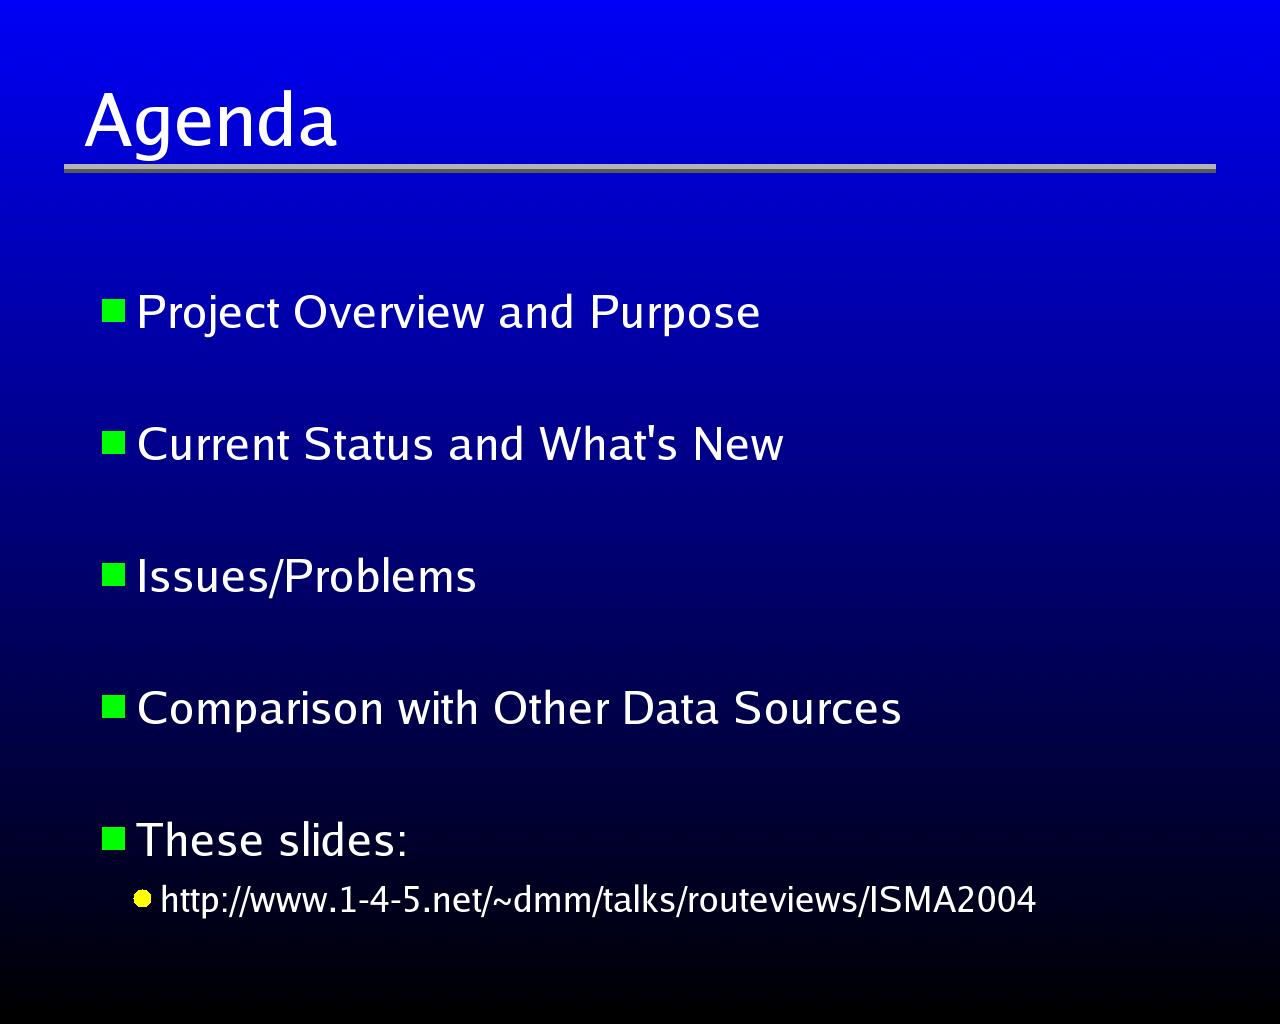 Agenda
Project Overview and Purpose
Current Status and What's New
Issues/Problems
Comparison with Other Data Sources
These slides:
http://www.1-4-5.net/~dmm/talks/routeviews/ISMA2004